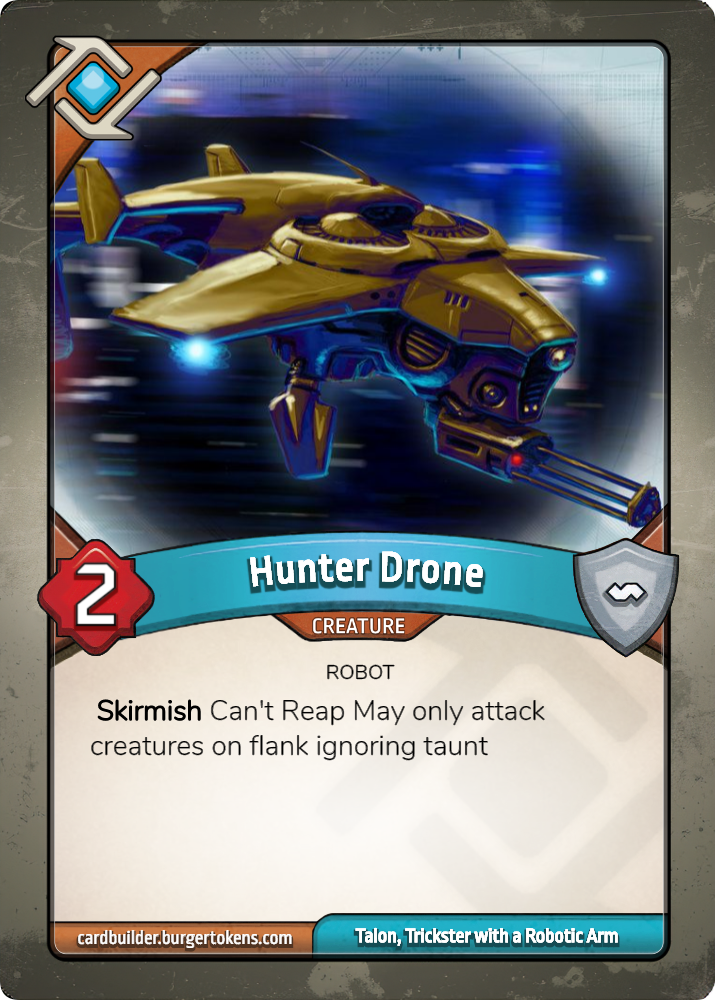 Hunter Drone
2
CREATURE
ROBOT
Skirmish Can't Reap May only attack
creatures on flank ignoring taunt
cardbuilder.burgertokens.com
Talon, Trickster with a Robotic Arm